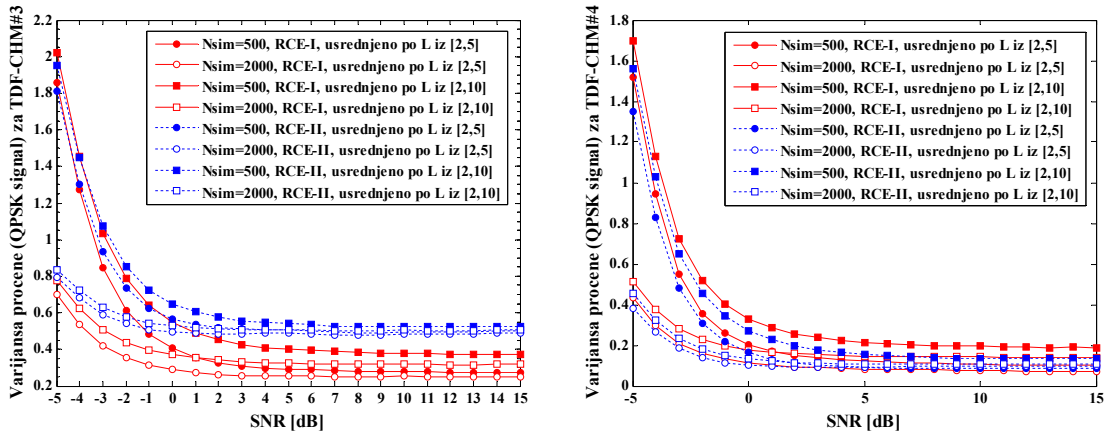 Varijansa procene (QPSK signal) za TDF-CHM#3
2.2
2
1.8
1.6
1.4
1.2
1
0.8
0.6
0.4
0.2
-5 -4 -3 -2 -1 0 1 2 3 4 5 6 7 8 9 10 11 12 13 14 15
SNR [dB]
Nsim=500, RCE-I, usrednjeno po L iz [2,5]
Nsim=2000, RCE-I, usrednjeno po L iz [2,5]
Nsim=500, RCE-I, usrednjeno po L iz [2,10]
Nsim=2000, RCE-I, usrednjeno po L iz [2,10]
Nsim=500, RCE-II, usrednjeno po L iz [2,5]
Nsim=2000, RCE-II, usrednjeno po L iz [2,5]
Nsim=500, RCE-II, usrednjeno po L iz [2,10]
Nsim=2000, RCE-II, usrednjeno po L iz [2,10]
Varijansa procene (QPSK signal) za TDF-CHM#4
1.8
1.6
1.4
1.2
1
0.8
0.6
0.4
0.2
0
-5 0 5 10 15
SNR [dB]
Nsim=500, RCE-I, usrednjeno po L iz [2,5]
Nsim=2000, RCE-I, usrednjeno po L iz [2,5]
Nsim=500, RCE-I, usrednjeno po L iz [2,10]
Nsim=2000, RCE-I, usrednjeno po L iz [2,10]
Nsim=500, RCE-II, usrednjeno po L iz [2,5]
Nsim=2000, RCE-II, usrednjeno po L iz [2,5]
Nsim=500, RCE-II, usrednjeno po L iz [2,10]
Nsim=2000, RCE-II, usrednjeno po L iz [2,10]